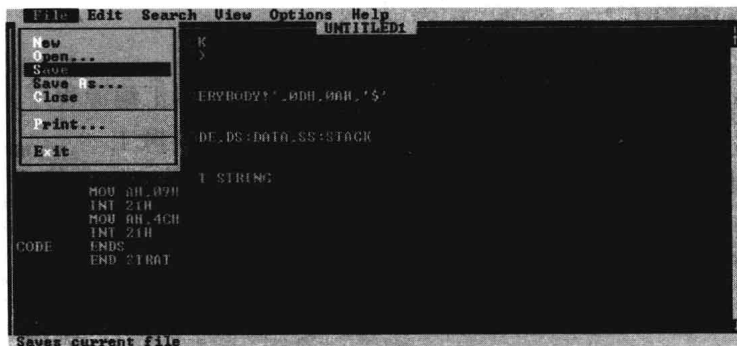 File Edit Search View Options Help
UNTITLED1
New
Open...
Save
Save As...
Close
Print...
Exit
K
>
ERYBODY!',0DH,0AH,'$'
DE,DS:DATA,SS:STACK
T STRING
MOV AH,09H
INT 21H
MOV AH,4CH
INT 21H
CODE ENDS
END STRAT
Saves current file